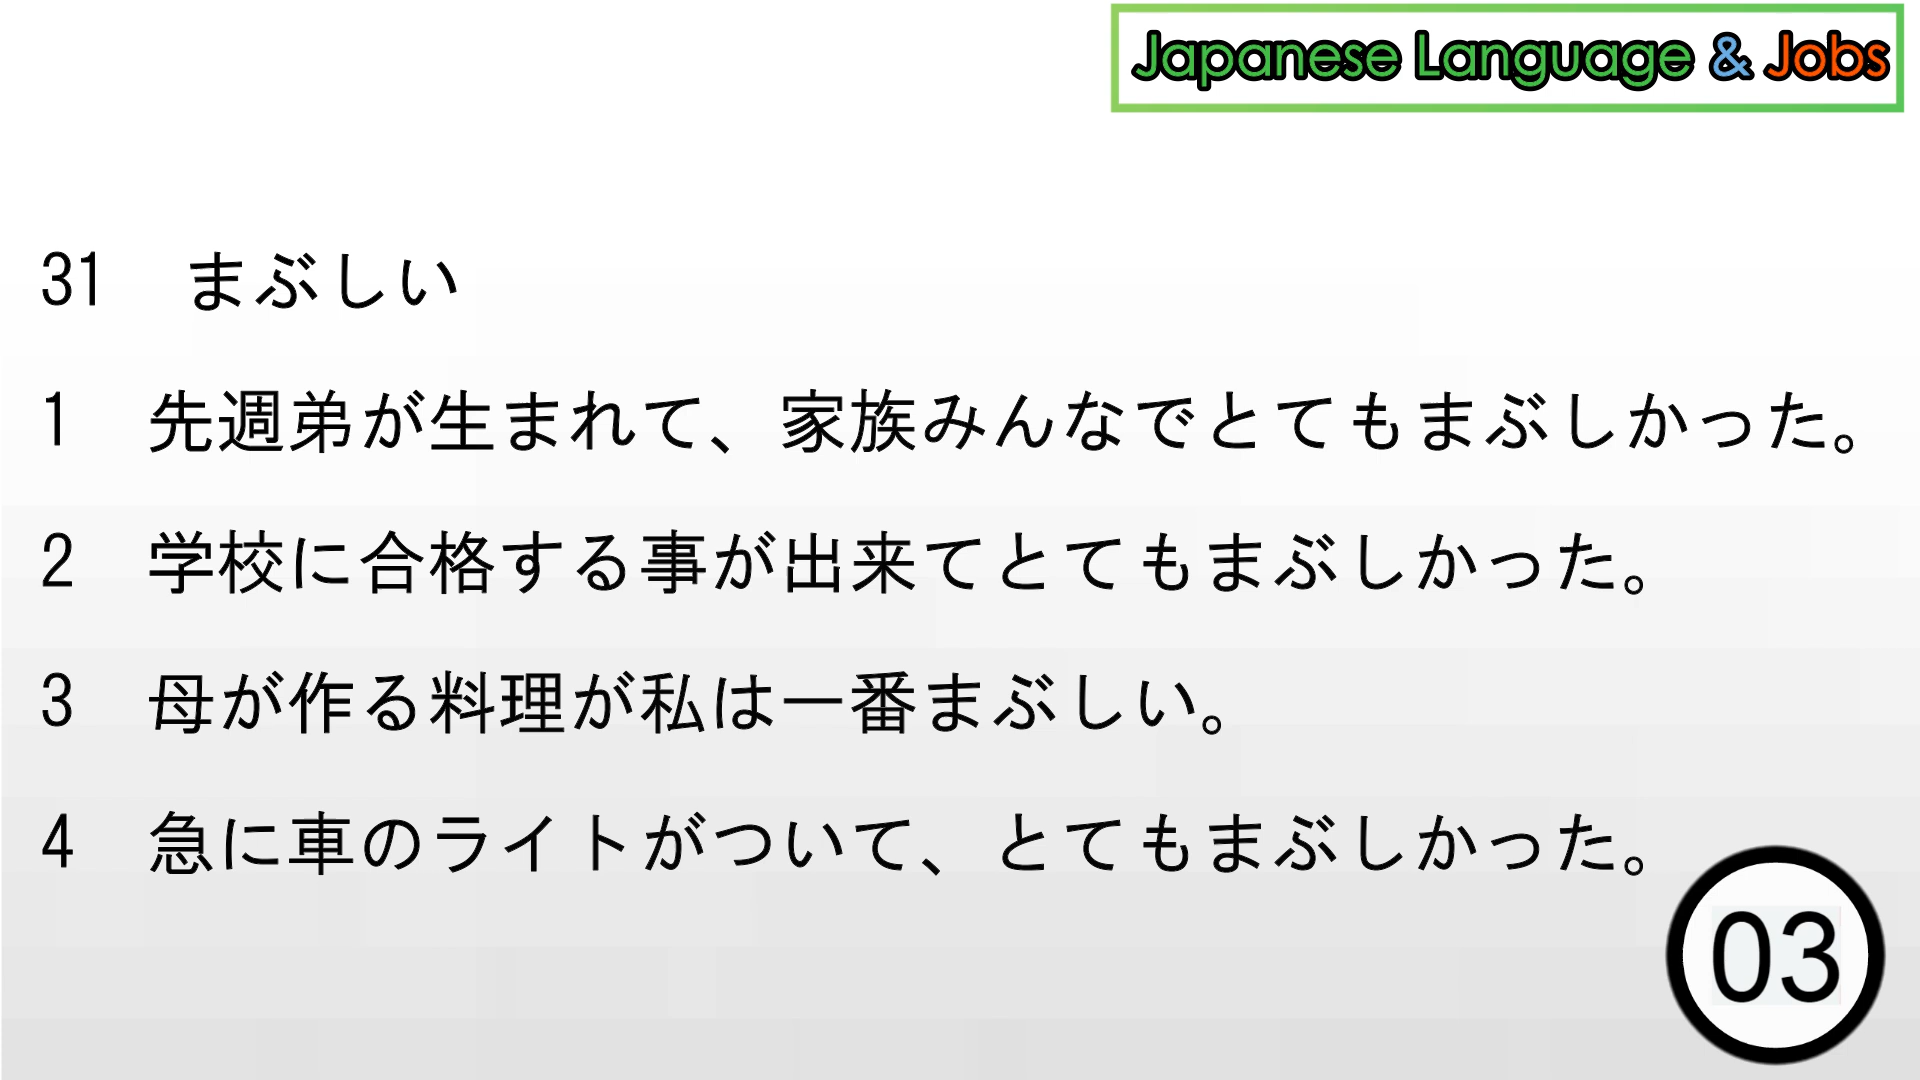 Japanese Language & Jobs
31 まぶしい
1 先週弟が生まれて、家族みんなでとてもまぶしかった。
2 学校に合格する事が出来てとてもまぶしかった。
3 母が作る料理が私は一番まぶしい。
4 急に車のライトがついて、とてもまぶしかった。
03